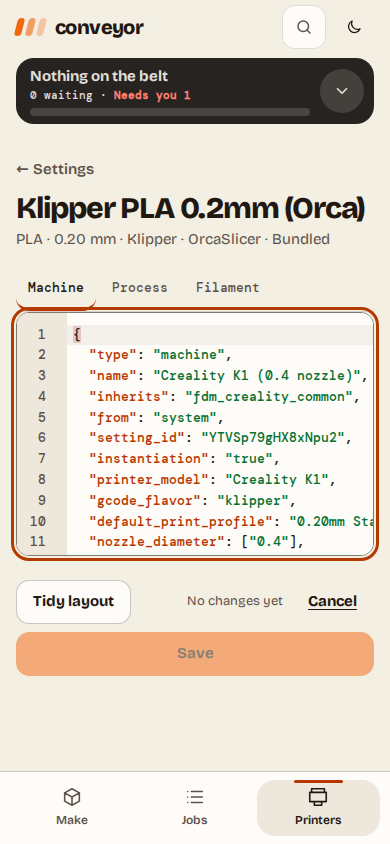 conveyor
Nothing on the belt
0 waiting · Needs you 1
← Settings
Klipper PLA 0.2mm (Orca)
PLA · 0.20 mm · Klipper · OrcaSlicer · Bundled
Machine Process Filament
1 {
2 "type": "machine",
3 "name": "Creality K1 (0.4 nozzle)",
4 "inherits": "fdm_creality_common",
5 "from": "system",
6 "setting_id": "YTVSp79gHX8xNpu2",
7 "instantiation": "true",
8 "printer_model": "Creality K1",
9 "gcode_flavor": "klipper",
10 "default_print_profile": "0.20mm Sta
11 "nozzle_diameter": ["0.4"],
Tidy layout No changes yet Cancel
Save
Make Jobs Printers